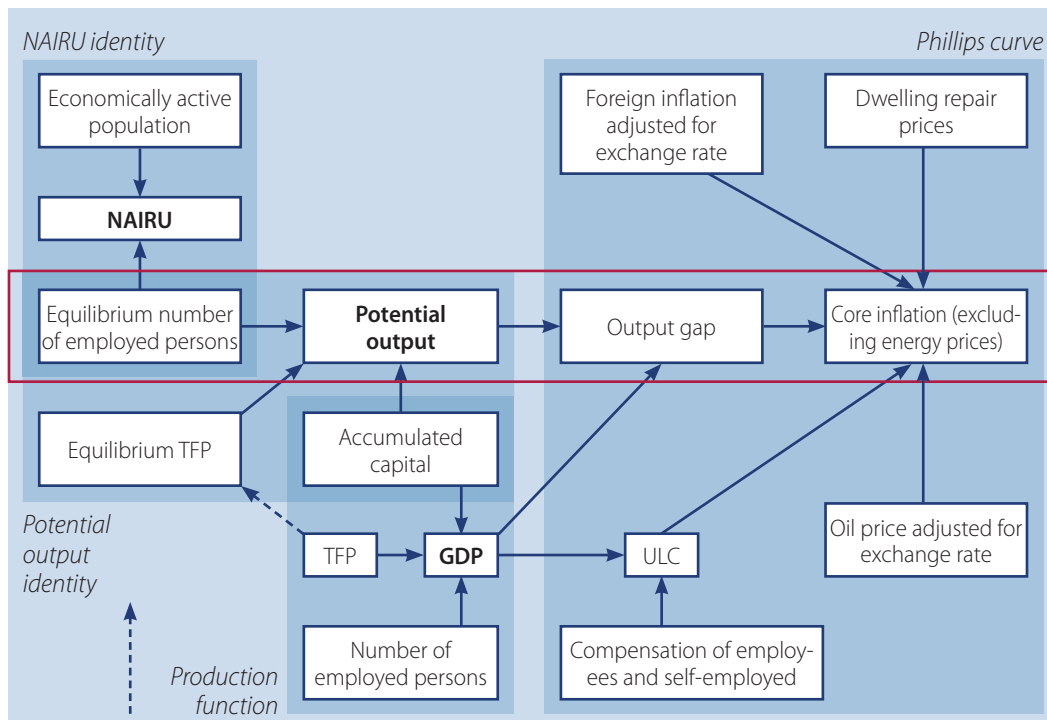 NAIRU identity
Phillips curve
Economically active
population
Foreign inflation
adjusted for
exchange rate
Dwelling repair
prices
NAIRU
Equilibrium number
of employed persons
Potential
output
Output gap
Core inflation (exclud-
ing energy prices)
Equilibrium TFP
Accumulated
capital
Potential
output
identity
TFP
GDP
ULC
Oil price adjusted for
exchange rate
Production
function
Number of
employed persons
Compensation of employ-
ees and self-employed